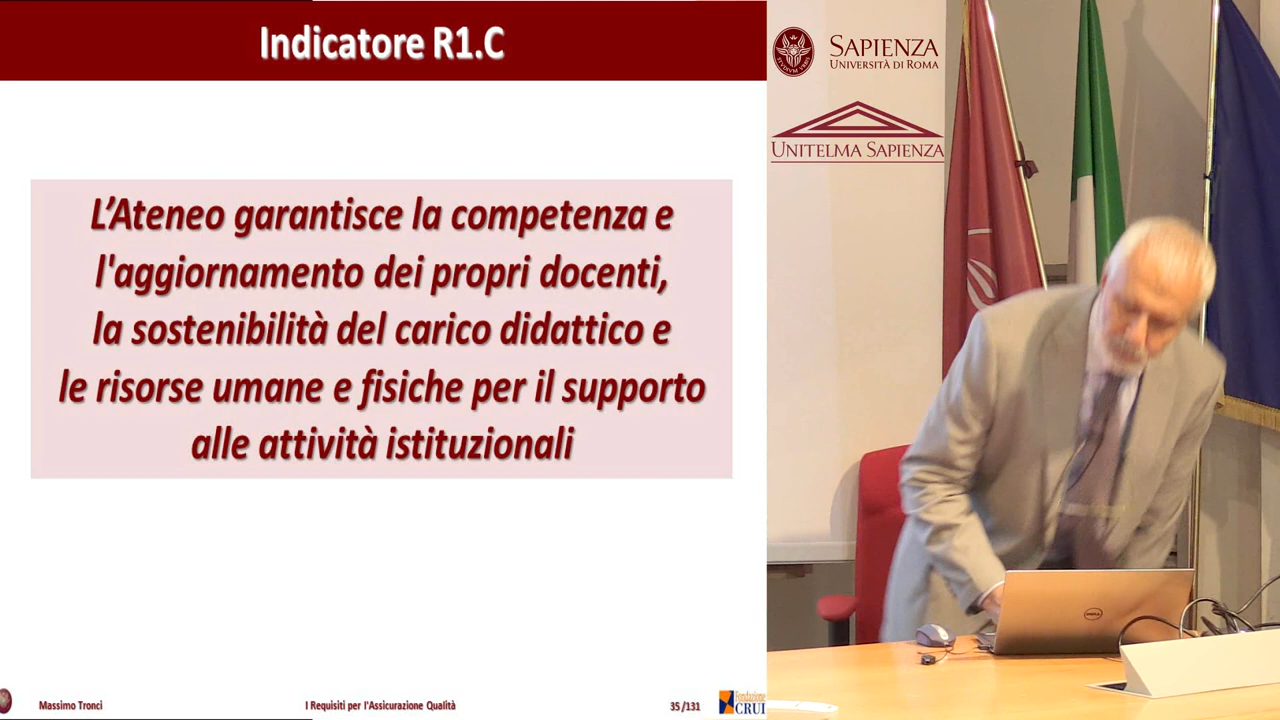 Indicatore R1.C
SAPIENZA
UNIVERSITÀ DI ROMA
UNITELMA SAPIENZA
L'Ateneo garantisce la competenza e
l'aggiornamento dei propri docenti,
la sostenibilità del carico didattico e
le risorse umane e fisiche per il supporto
alle attività istituzionali
DELL
Massimo Tronci
I Requisiti per l'Assicurazione Qualità
35 /131
Fondazione
CRUI